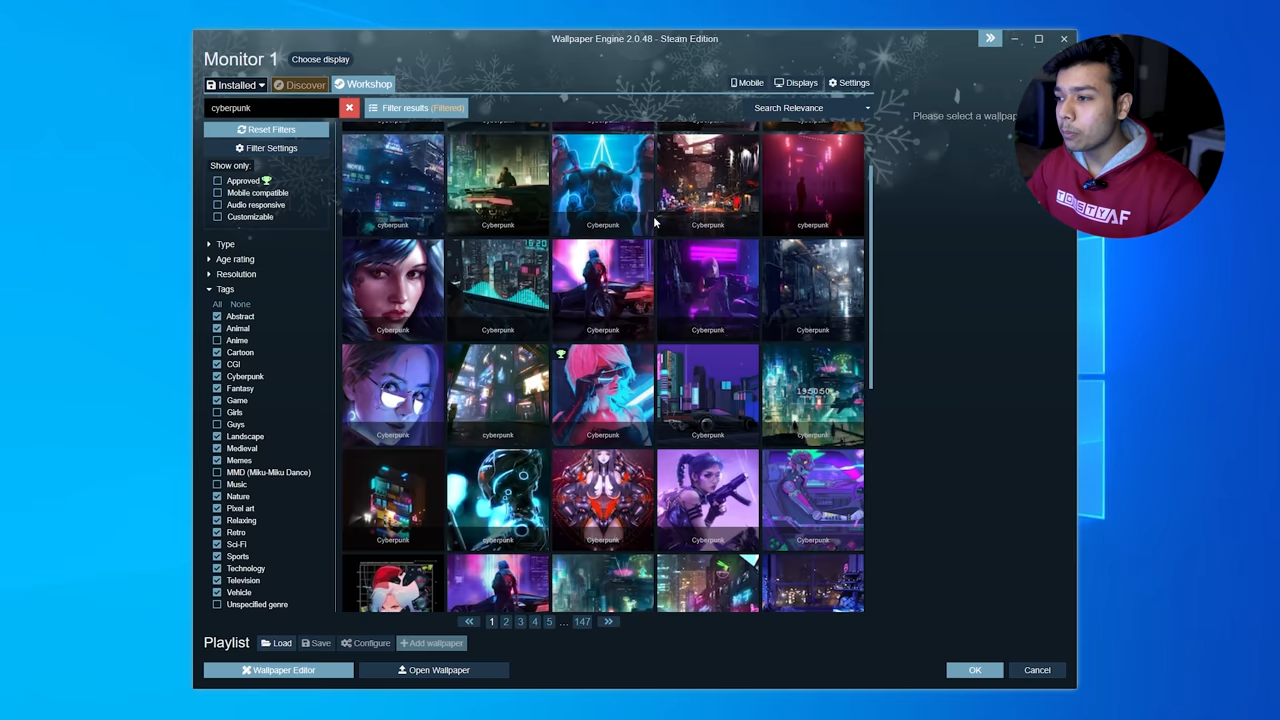 Wallpaper Engine 2.0.48 - Steam Edition
Monitor 1 Choose display
Installed Discover Workshop Mobile Displays Settings
cyberpunk Filter results (Filtered) Search Relevance
Please select a wallpap
Reset Filters
Filter Settings
Show only:
Approved
Mobile compatible
Audio responsive
Customizable
Type
Age rating
Resolution
Tags
All None
Abstract
Animal
Anime
Cartoon
CGI
Cyberpunk
Fantasy
Game
Girls
Guys
Landscape
Medieval
Memes
MMD (Miku-Miku Dance)
Music
Nature
Pixel art
Relaxing
Retro
Sci-Fi
Sports
Technology
Television
Vehicle
Unspecified genre
cyberpunk Cyberpunk Cyberpunk Cyberpunk cyberpunk
16:20
Cyberpunk Cyberpunk Cyberpunk Cyberpunk Cyberpunk
19:50:50
Cyberpunk cyberpunk Cyberpunk Cyberpunk cyberpunk
Cyberpunk cyberpunk Cyberpunk Cyberpunk Cyberpunk
1 2 3 4 5 ... 147
Playlist Load Save Configure Add wallpaper
Wallpaper Editor Open Wallpaper OK Cancel
TOSTYAF